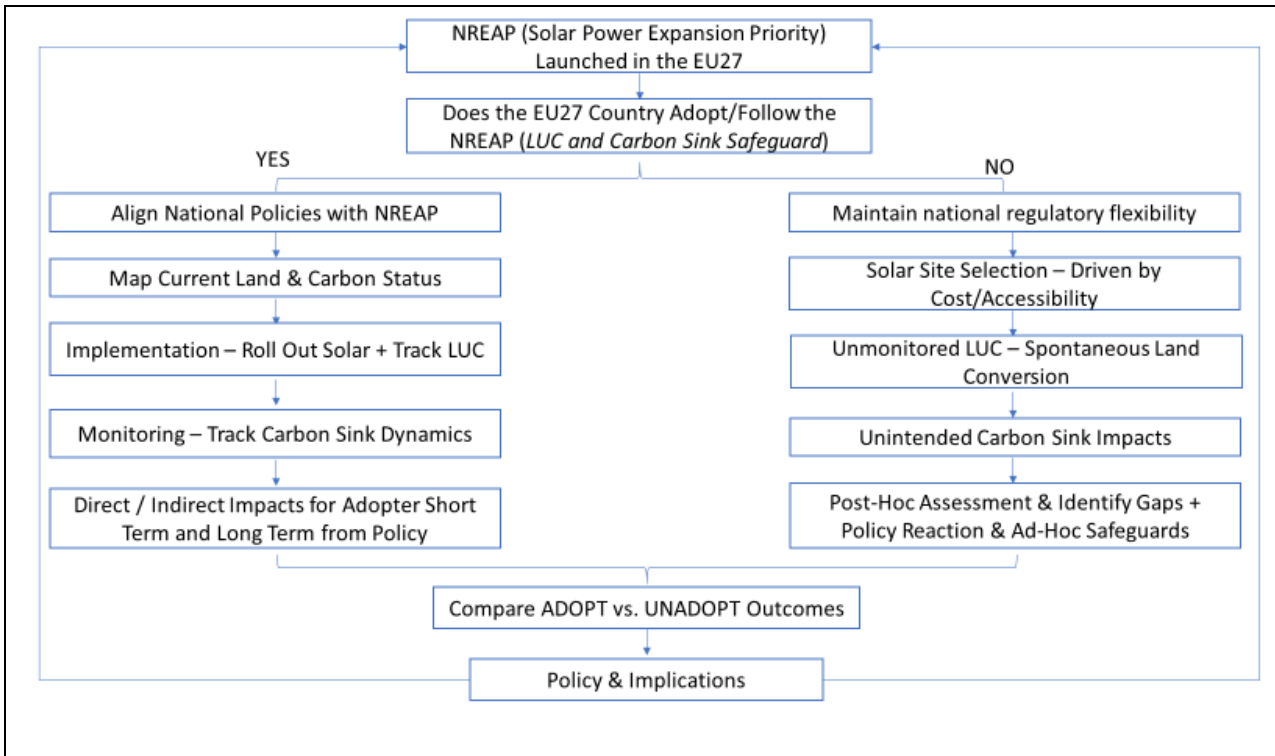 NREAP (Solar Power Expansion Priority)
Launched in the EU27
Does the EU27 Country Adopt/Follow the
NREAP (LUC and Carbon Sink Safeguard)
YES
NO
Align National Policies with NREAP
Map Current Land & Carbon Status
Implementation – Roll Out Solar + Track LUC
Monitoring – Track Carbon Sink Dynamics
Direct / Indirect Impacts for Adopter Short
Term and Long Term from Policy
Maintain national regulatory flexibility
Solar Site Selection – Driven by
Cost/Accessibility
Unmonitored LUC – Spontaneous Land
Conversion
Unintended Carbon Sink Impacts
Post-Hoc Assessment & Identify Gaps +
Policy Reaction & Ad-Hoc Safeguards
Compare ADOPT vs. UNADOPT Outcomes
Policy & Implications